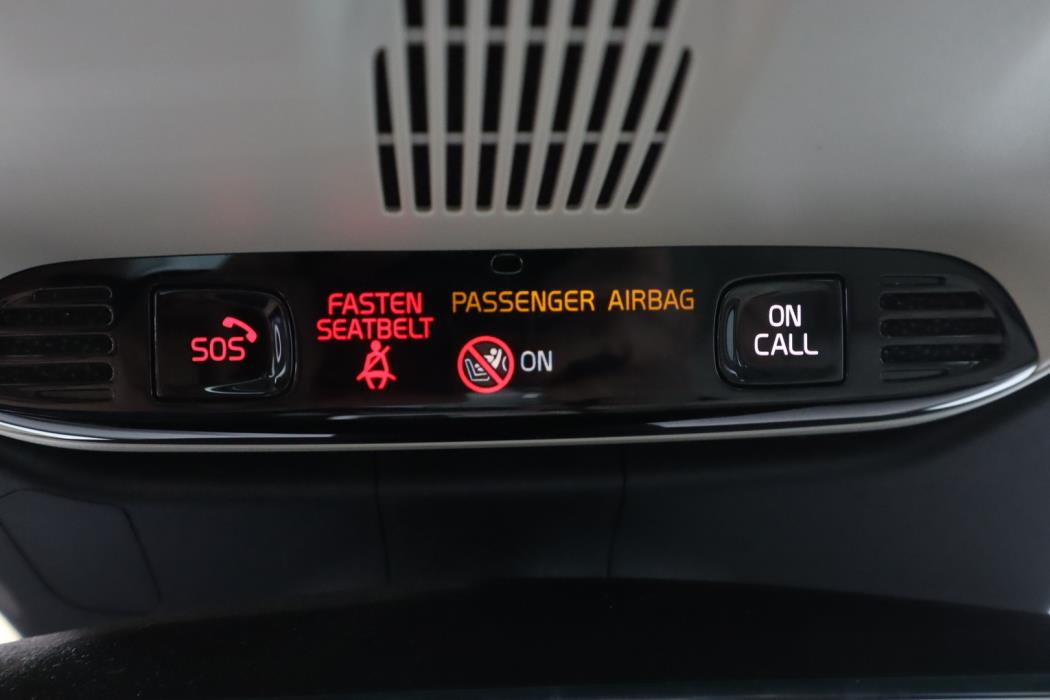 SOS
FASTEN
SEATBELT
PASSENGER AIRBAG
ON
ON
CALL